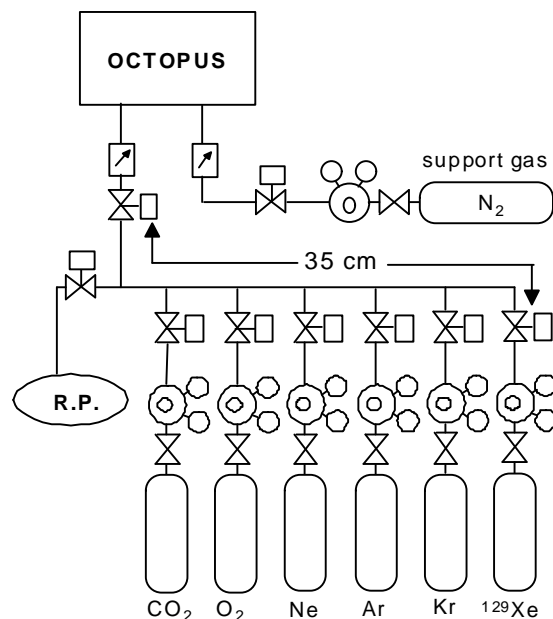 OCTOPUS
support gas
N₂
35 cm
R.P.
CO₂ O₂ Ne Ar Kr ¹²⁹Xe